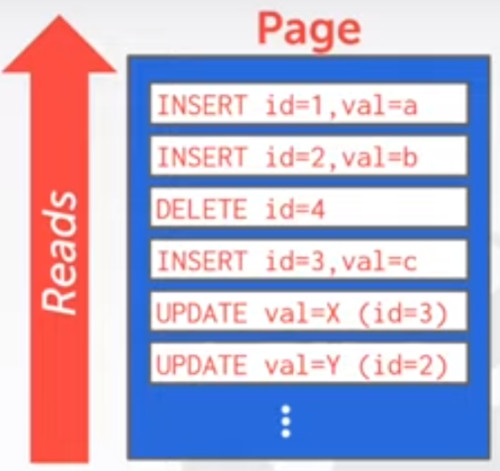 Page
Reads
INSERT id=1,val=a
INSERT id=2,val=b
DELETE id=4
INSERT id=3,val=c
UPDATE val=X (id=3)
UPDATE val=Y (id=2)
⋮